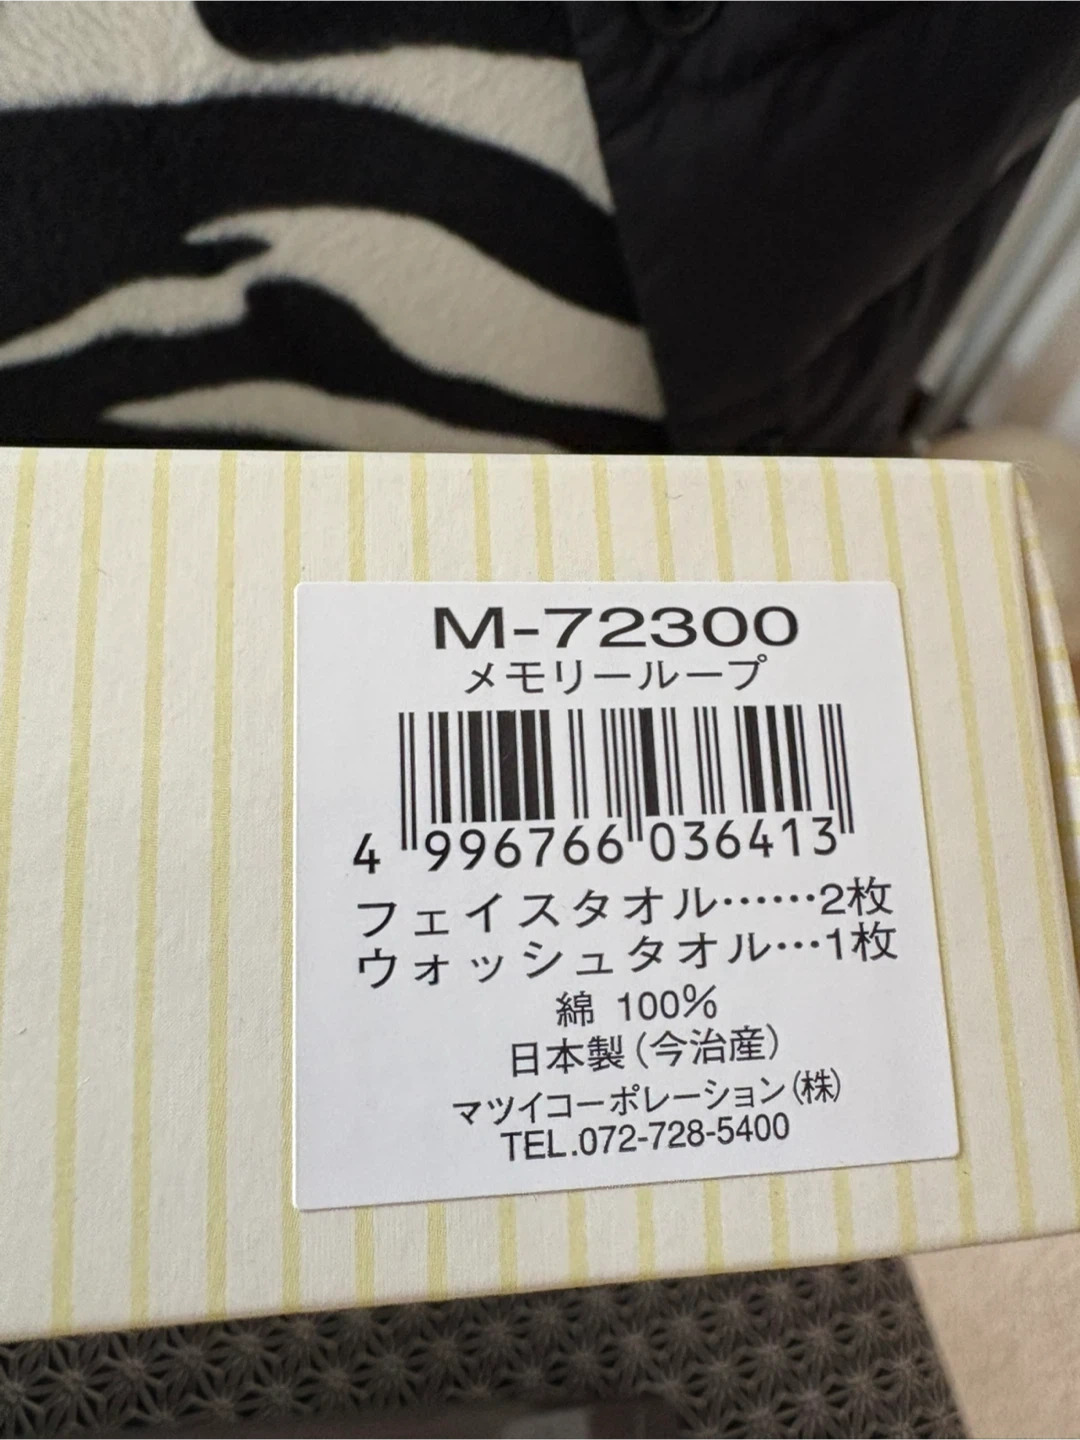 M-72300
メモリーループ
4 996766 036413
フェイスタオル……2枚
ウォッシュタオル…1枚
綿 100%
日本製(今治産)
マツイコーポレーション(株)
TEL.072-728-5400